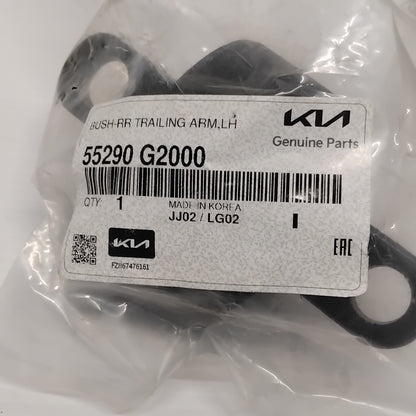 BUSH-RR TRAILING ARM,LH
KIA
Genuine Parts
55290 G2000
QTY 1
MADE IN KOREA
JJ02 / LG02 I
KIA
EAC
FZH67476161